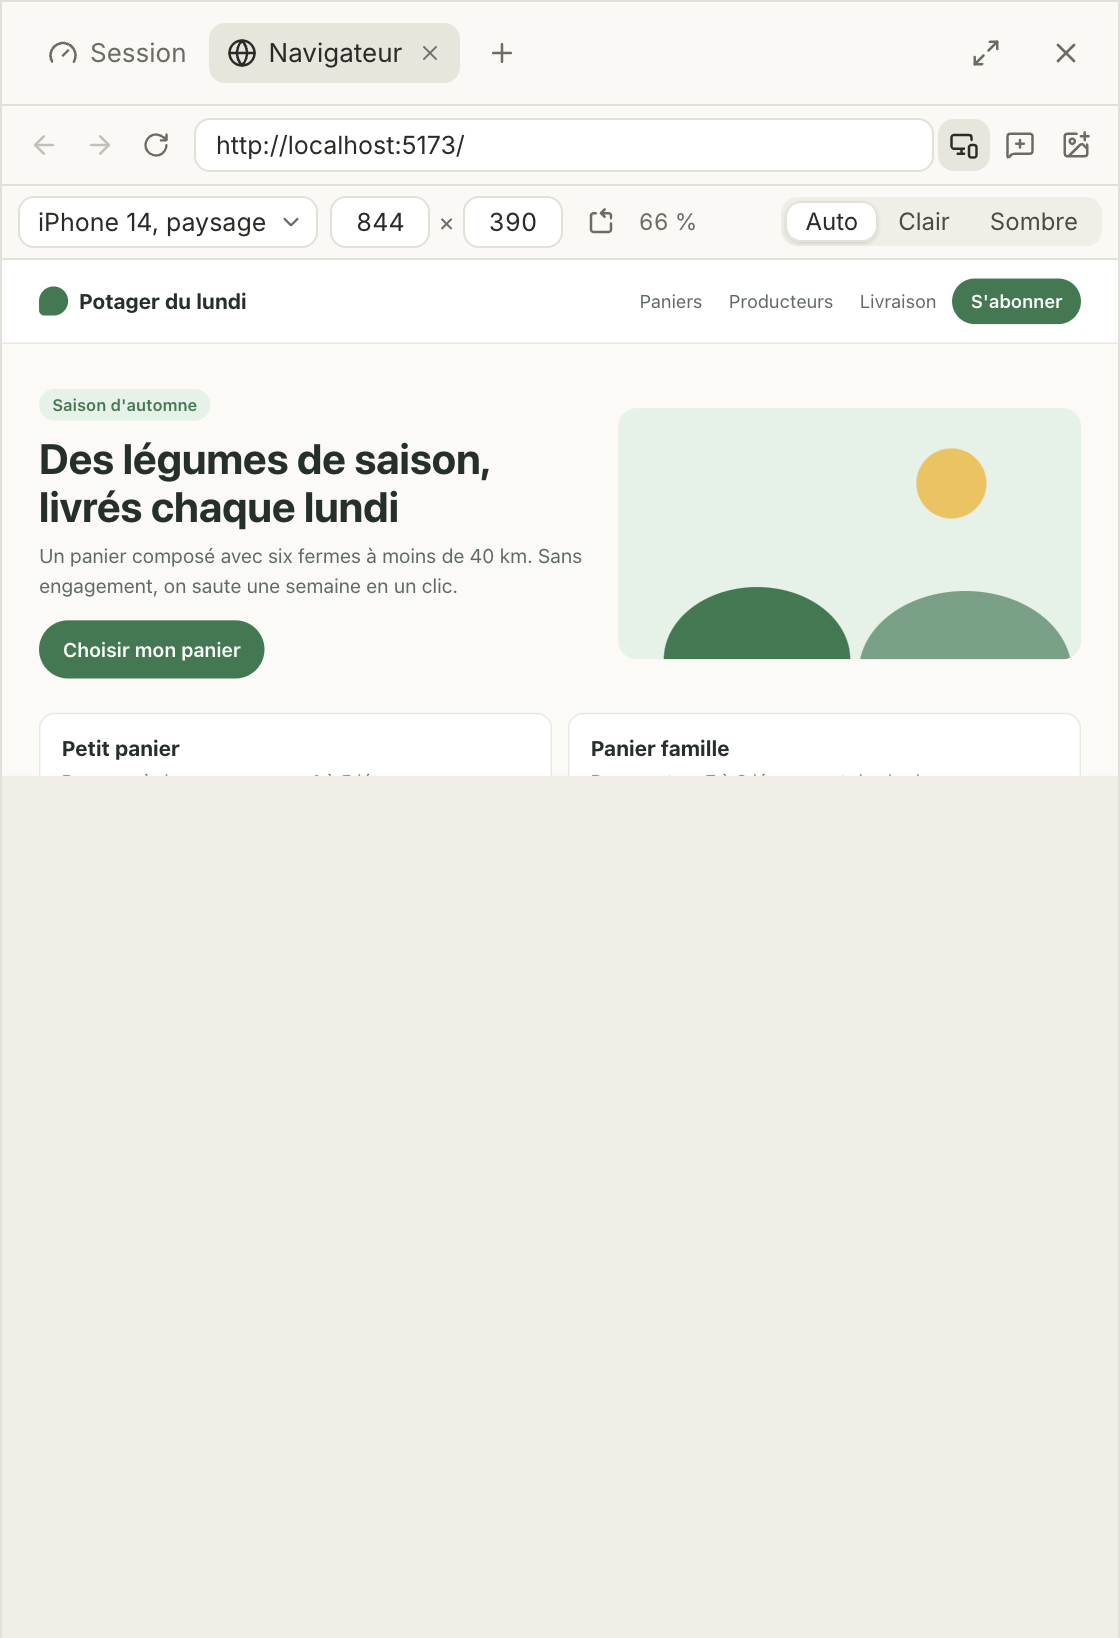 Session
Navigateur
http://localhost:5173/
iPhone 14, paysage
844 × 390
66 %
Auto
Clair
Sombre
Potager du lundi
Paniers
Producteurs
Livraison
S'abonner
Saison d'automne
Des légumes de saison,
livrés chaque lundi
Un panier composé avec six fermes à moins de 40 km. Sans
engagement, on saute une semaine en un clic.
Choisir mon panier
Petit panier
Panier famille